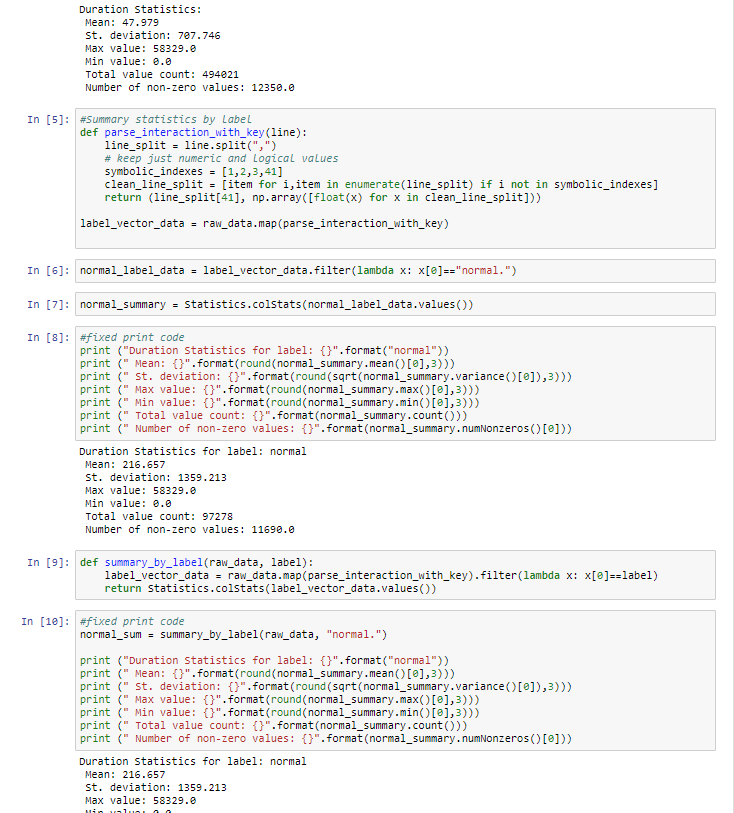 Duration Statistics:
 Mean: 47.979
 St. deviation: 707.746
 Max value: 58329.0
 Min value: 0.0
 Total value count: 494021
 Number of non-zero values: 12350.0
In [5]: #Summary statistics by Label
def parse_interaction_with_key(line):
    line_split = line.split(",")
    # keep just numeric and logical values
    symbolic_indexes = [1,2,3,41]
    clean_line_split = [item for i,item in enumerate(line_split) if i not in symbolic_indexes]
    return (line_split[41], np.array([float(x) for x in clean_line_split]))
label_vector_data = raw_data.map(parse_interaction_with_key)
In [6]: normal_label_data = label_vector_data.filter(lambda x: x[0]=="normal.")
In [7]: normal_summary = Statistics.colStats(normal_label_data.values())
In [8]: #fixed print code
print ("Duration Statistics for label: {}".format("normal"))
print (" Mean: {}".format(round(normal_summary.mean()[0],3)))
print (" St. deviation: {}".format(round(sqrt(normal_summary.variance()[0]),3)))
print (" Max value: {}".format(round(normal_summary.max()[0],3)))
print (" Min value: {}".format(round(normal_summary.min()[0],3)))
print (" Total value count: {}".format(normal_summary.count()))
print (" Number of non-zero values: {}".format(normal_summary.numNonzeros()[0]))
Duration Statistics for label: normal
 Mean: 216.657
 St. deviation: 1359.213
 Max value: 58329.0
 Min value: 0.0
 Total value count: 97278
 Number of non-zero values: 11690.0
In [9]: def summary_by_label(raw_data, label):
    label_vector_data = raw_data.map(parse_interaction_with_key).filter(lambda x: x[0]==label)
    return Statistics.colStats(label_vector_data.values())
In [10]: #fixed print code
normal_sum = summary_by_label(raw_data, "normal.")
print ("Duration Statistics for label: {}".format("normal"))
print (" Mean: {}".format(round(normal_summary.mean()[0],3)))
print (" St. deviation: {}".format(round(sqrt(normal_summary.variance()[0]),3)))
print (" Max value: {}".format(round(normal_summary.max()[0],3)))
print (" Min value: {}".format(round(normal_summary.min()[0],3)))
print (" Total value count: {}".format(normal_summary.count()))
print (" Number of non-zero values: {}".format(normal_summary.numNonzeros()[0]))
Duration Statistics for label: normal
 Mean: 216.657
 St. deviation: 1359.213
 Max value: 58329.0